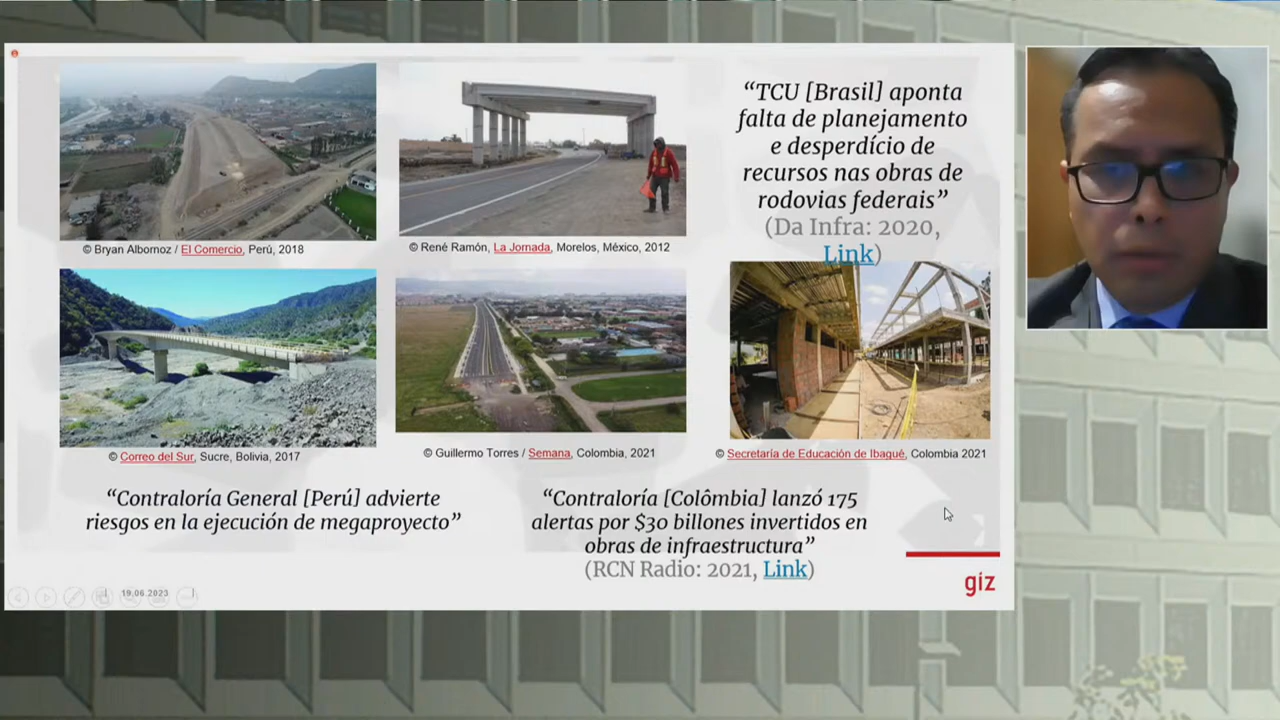 © Bryan Albornoz / El Comercio, Perú, 2018
© René Ramón, La Jornada, Morelos, México, 2012
“TCU [Brasil] aponta
falta de planejamento
e desperdício de
recursos nas obras de
rodovias federais”
(Da Infra: 2020,
Link)
© Correo del Sur, Sucre, Bolivia, 2017
© Guillermo Torres / Semana, Colombia, 2021
© Secretaría de Educación de Ibagué, Colombia 2021
“Contraloría General [Perú] advierte
riesgos en la ejecución de megaproyecto”
“Contraloría [Colômbia] lanzó 175
alertas por $30 billones invertidos en
obras de infraestructura”
(RCN Radio: 2021, Link)
19.06.2023
giz